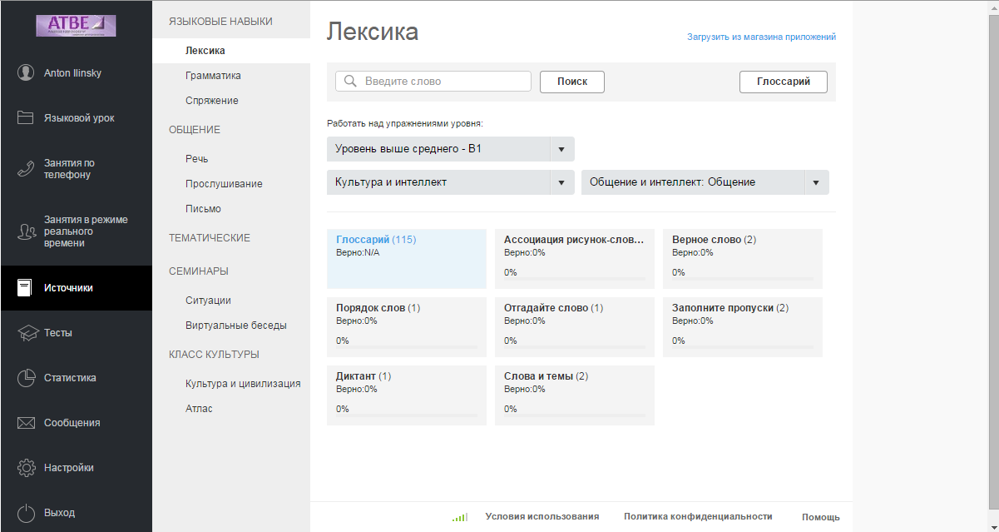 АТВЕ
Anton Ilinsky
Языковой урок
Занятия по
телефону
Занятия в режиме
реального
времени
Источники
Тесты
Статистика
Сообщения
Настройки
Выход
ЯЗЫКОВЫЕ НАВЫКИ
Лексика
Грамматика
Спряжение
ОБЩЕНИЕ
Речь
Прослушивание
Письмо
ТЕМАТИЧЕСКИЕ
СЕМИНАРЫ
Ситуации
Виртуальные беседы
КЛАСС КУЛЬТУРЫ
Культура и цивилизация
Атлас
Лексика
Загрузить из магазина приложений
Введите слово
Поиск
Глоссарий
Работать над упражнениями уровня:
Уровень выше среднего - B1
Культура и интеллект
Общение и интеллект: Общение
Глоссарий (115)
Верно:N/A
Ассоциация рисунок-слов...
Верно:0%
0%
Верное слово (2)
Верно:0%
0%
Порядок слов (1)
Верно:0%
0%
Отгадайте слово (1)
Верно:0%
0%
Заполните пропуски (2)
Верно:0%
0%
Диктант (1)
Верно:0%
0%
Слова и темы (2)
Верно:0%
0%
Условия использования
Политика конфиденциальности
Помощь